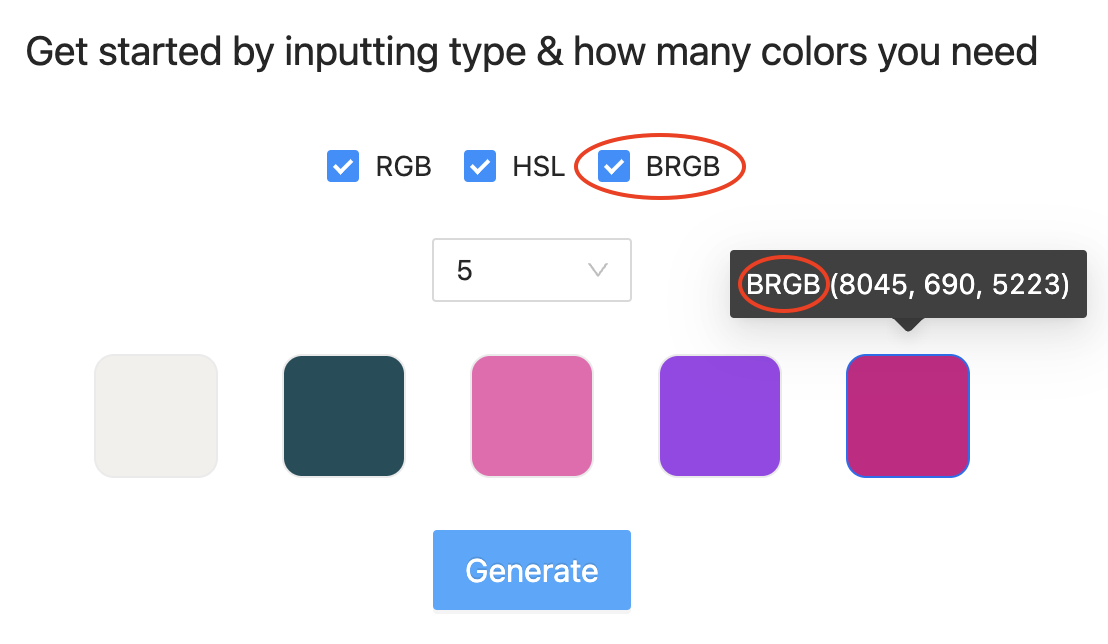 Get started by inputting type & how many colors you need
RGB HSL BRGB
5
BRGB (8045, 690, 5223)
Generate